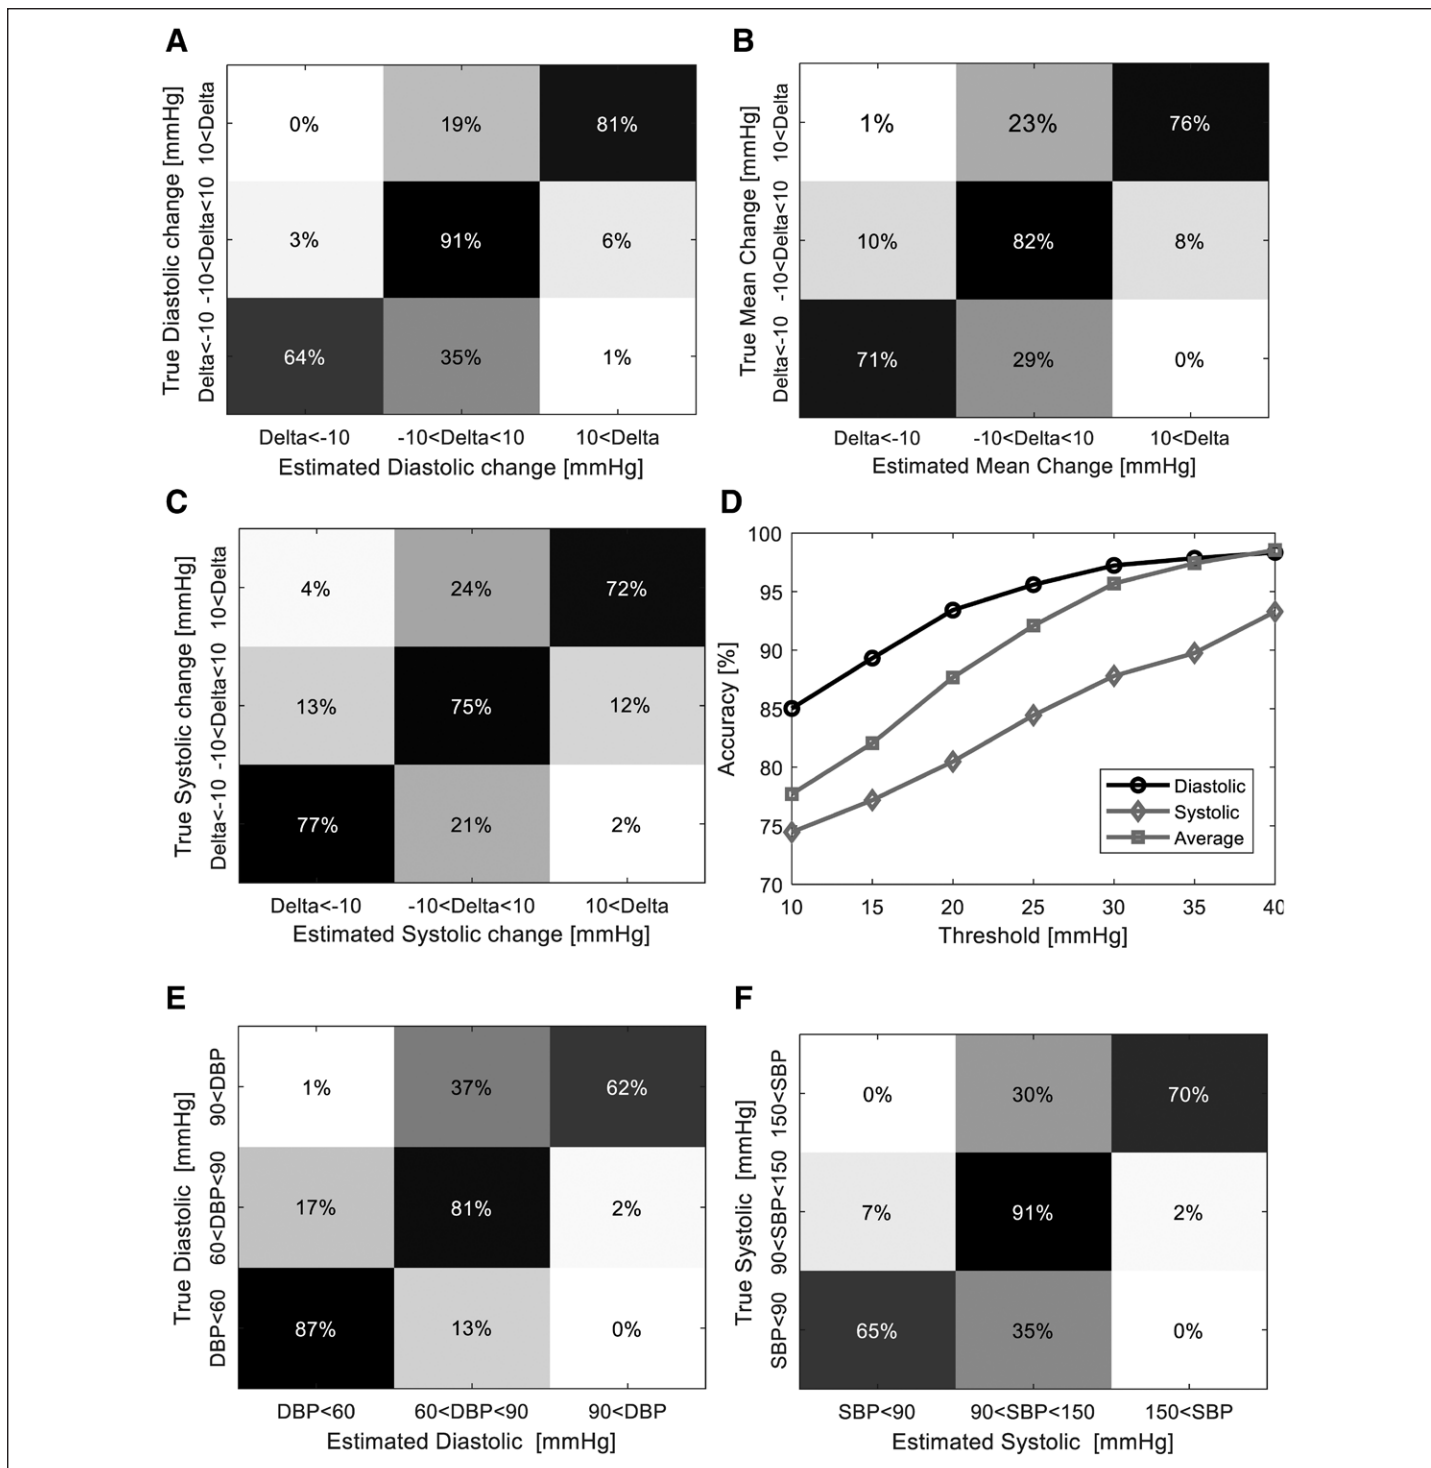 A
True Diastolic change [mmHg]
10<Delta
-10<Delta<10
Delta<-10
0% 19% 81%
3% 91% 6%
64% 35% 1%
Delta<-10 -10<Delta<10 10<Delta
Estimated Diastolic change [mmHg]
B
True Mean Change [mmHg]
10<Delta
-10<Delta<10
Delta<-10
1% 23% 76%
10% 82% 8%
71% 29% 0%
Delta<-10 -10<Delta<10 10<Delta
Estimated Mean Change [mmHg]
C
True Systolic change [mmHg]
10<Delta
-10<Delta<10
Delta<-10
4% 24% 72%
13% 75% 12%
77% 21% 2%
Delta<-10 -10<Delta<10 10<Delta
Estimated Systolic change [mmHg]
D
Accuracy [%]
100
95
90
85
80
75
70
Diastolic
Systolic
Average
10 15 20 25 30 35 40
Threshold [mmHg]
E
True Diastolic [mmHg]
90<DBP
60<DBP<90
DBP<60
1% 37% 62%
17% 81% 2%
87% 13% 0%
DBP<60 60<DBP<90 90<DBP
Estimated Diastolic [mmHg]
F
True Systolic [mmHg]
150<SBP
90<SBP<150
SBP<90
0% 30% 70%
7% 91% 2%
65% 35% 0%
SBP<90 90<SBP<150 150<SBP
Estimated Systolic [mmHg]